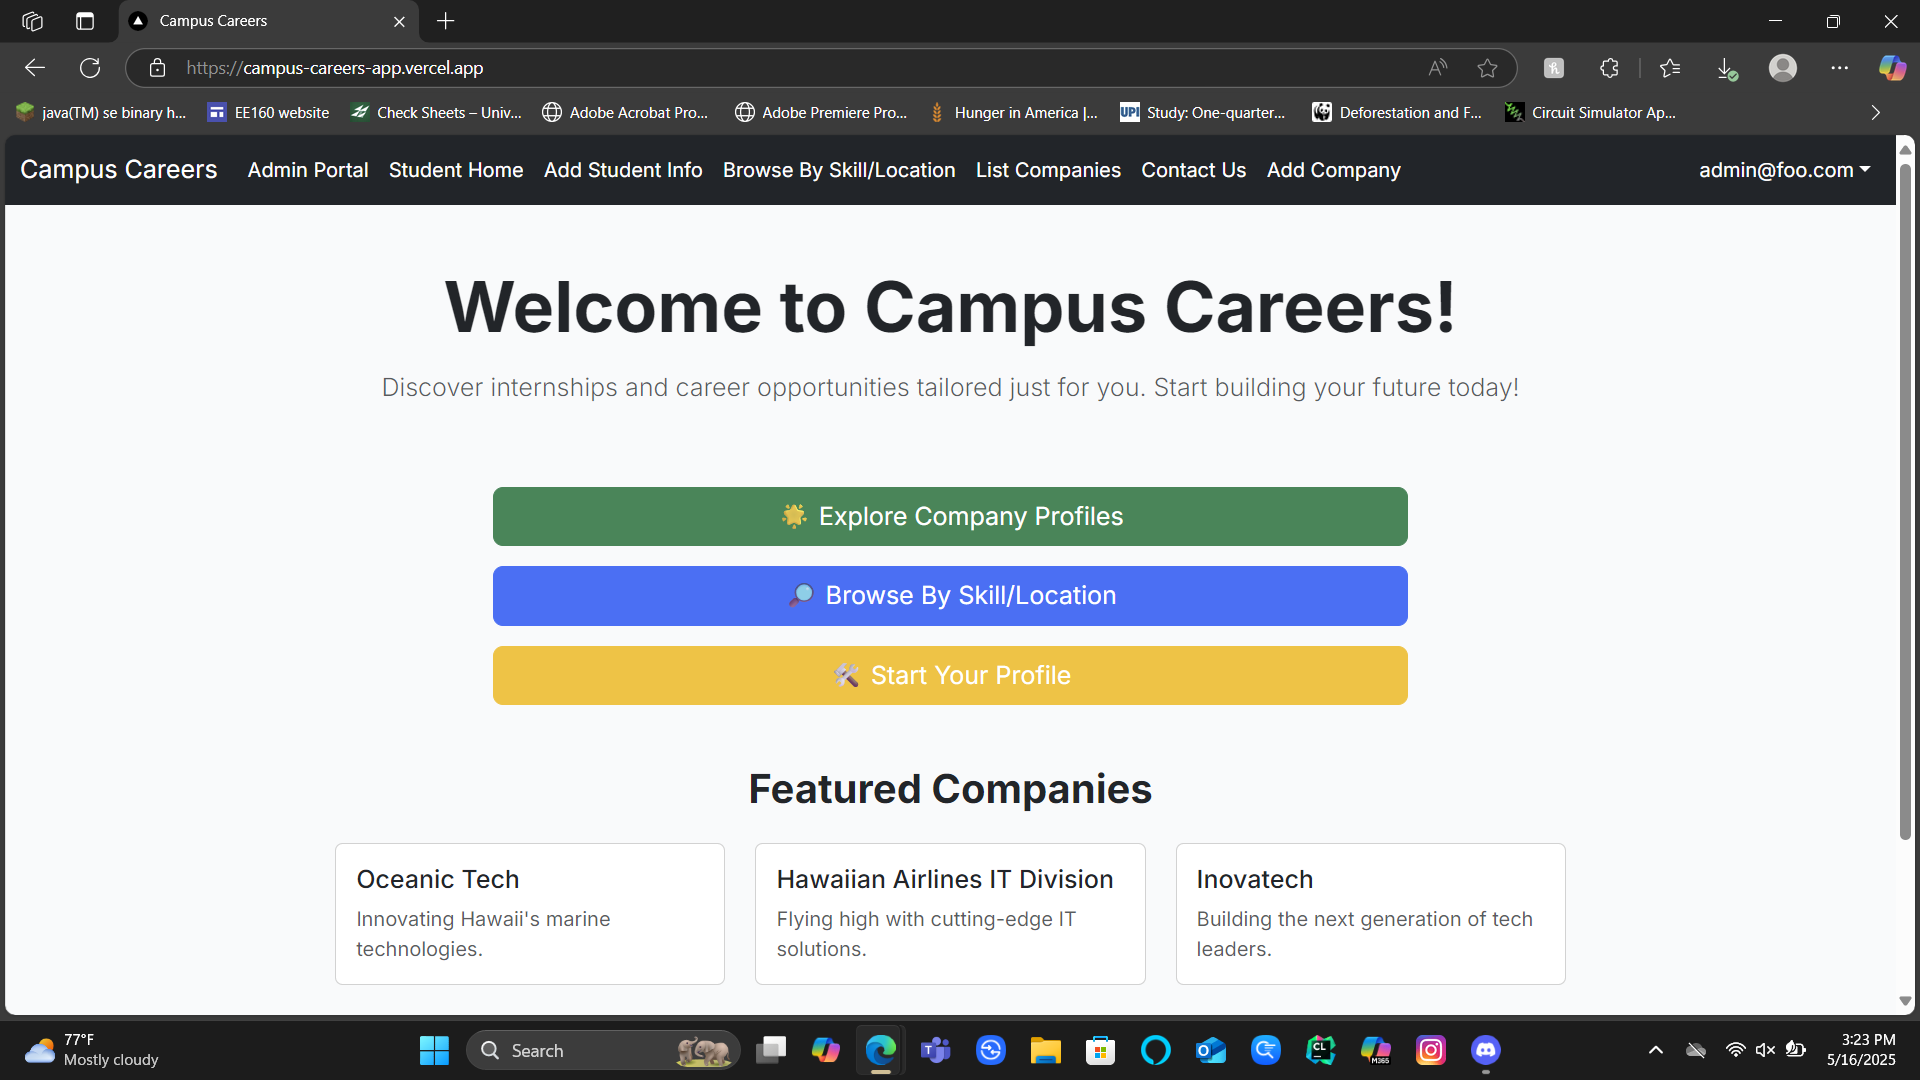 Campus Careers
https://campus-careers-app.vercel.app
java(TM) se binary h...
EE160 website
Check Sheets – Univ...
Adobe Acrobat Pro...
Adobe Premiere Pro...
Hunger in America |...
UPI
Study: One-quarter...
Deforestation and F...
Circuit Simulator Ap...
Campus Careers
Admin Portal
Student Home
Add Student Info
Browse By Skill/Location
List Companies
Contact Us
Add Company
admin@foo.com
Welcome to Campus Careers!
Discover internships and career opportunities tailored just for you. Start building your future today!
Explore Company Profiles
Browse By Skill/Location
Start Your Profile
Featured Companies
Oceanic Tech
Innovating Hawaii's marine
technologies.
Hawaiian Airlines IT Division
Flying high with cutting-edge IT
solutions.
Inovatech
Building the next generation of tech
leaders.
77°F
Mostly cloudy
Search
CL
M365
3:23 PM
5/16/2025